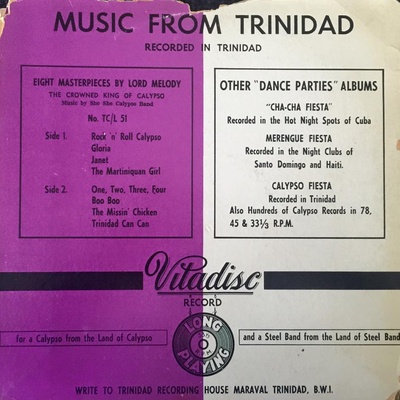 MUSIC FROM TRINIDAD
RECORDED IN TRINIDAD
EIGHT MASTERPIECES BY LORD MELODY
THE CROWNED KING OF CALYPSO
Music by She She Calypso Band
No. TC/L 51
Side 1. Rock 'n' Roll Calypso
Gloria
Janet
The Martiniquan Girl
Side 2. One, Two, Three, Four
Boo Boo
The Missin' Chicken
Trinidad Can Can
OTHER "DANCE PARTIES" ALBUMS
"CHA-CHA FIESTA"
Recorded in the Hot Night Spots of Cuba
MERENGUE FIESTA
Recorded in the Night Clubs of
Santo Domingo and Haiti.
CALYPSO FIESTA
Recorded in Trinidad
Also Hundreds of Calypso Records in 78,
45 & 33⅓ R.P.M.
Vitadisc
RECORD
LONG
PLAYING
for a Calypso from the Land of Calypso
and a Steel Band from the Land of Steel Band
WRITE TO TRINIDAD RECORDING HOUSE MARAVAL TRINIDAD, B.W.I.